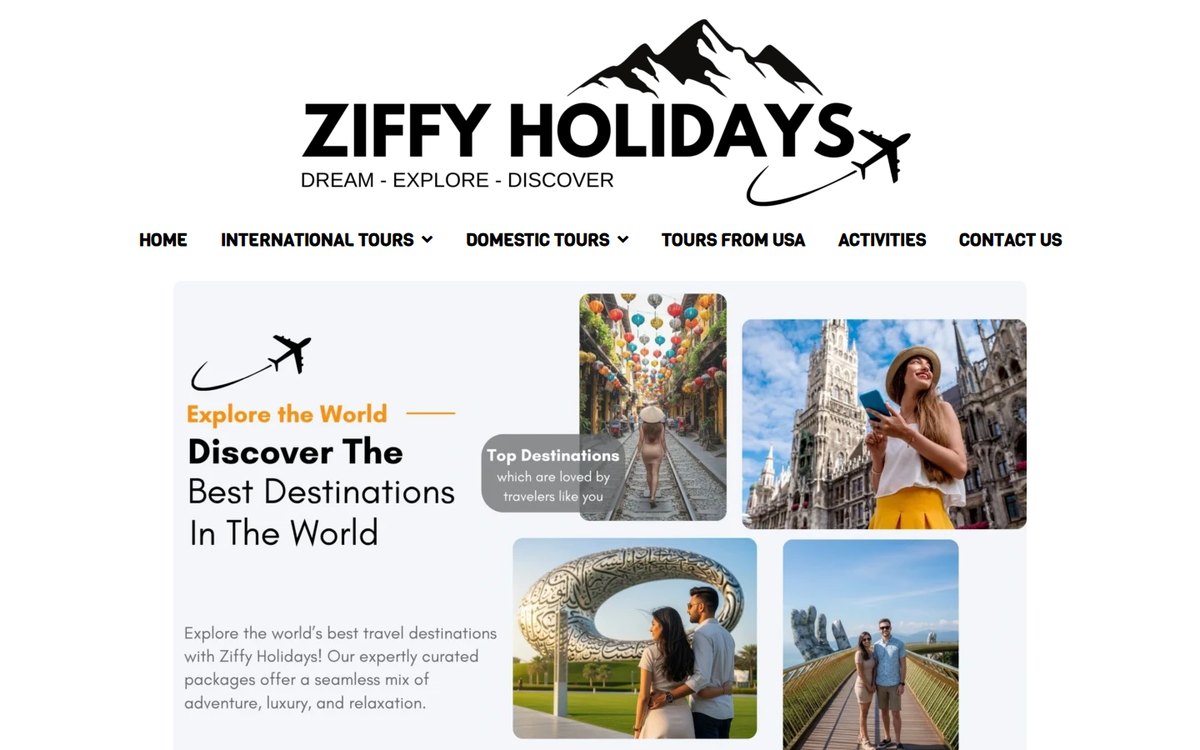 ZIFFY HOLIDAYS
DREAM - EXPLORE - DISCOVER
HOME
INTERNATIONAL TOURS
DOMESTIC TOURS
TOURS FROM USA
ACTIVITIES
CONTACT US
Explore the World
Discover The
Best Destinations
In The World
Top Destinations
which are loved by
travelers like you
Explore the world’s best travel destinations
with Ziffy Holidays! Our expertly curated
packages offer a seamless mix of
adventure, luxury, and relaxation.